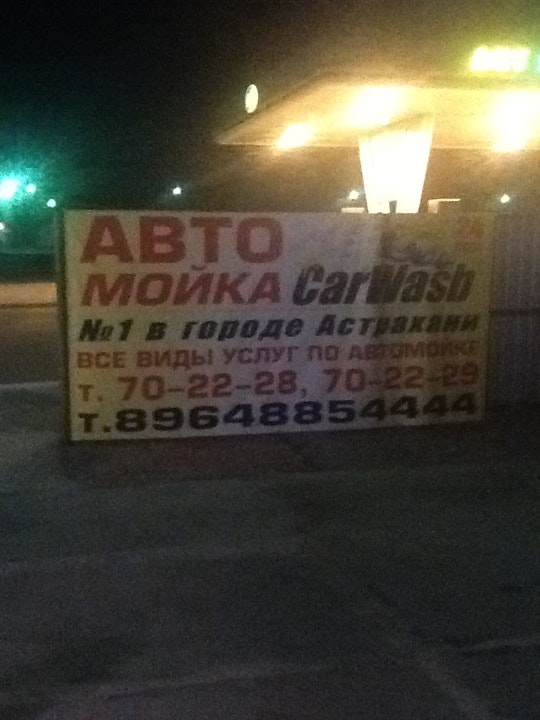 АВТО
МОЙКА CarWash
№1 в городе Астрахани
ВСЕ ВИДЫ УСЛУГ ПО АВТОМОЙКЕ
т. 70-22-28, 70-22-29
т.89648854444